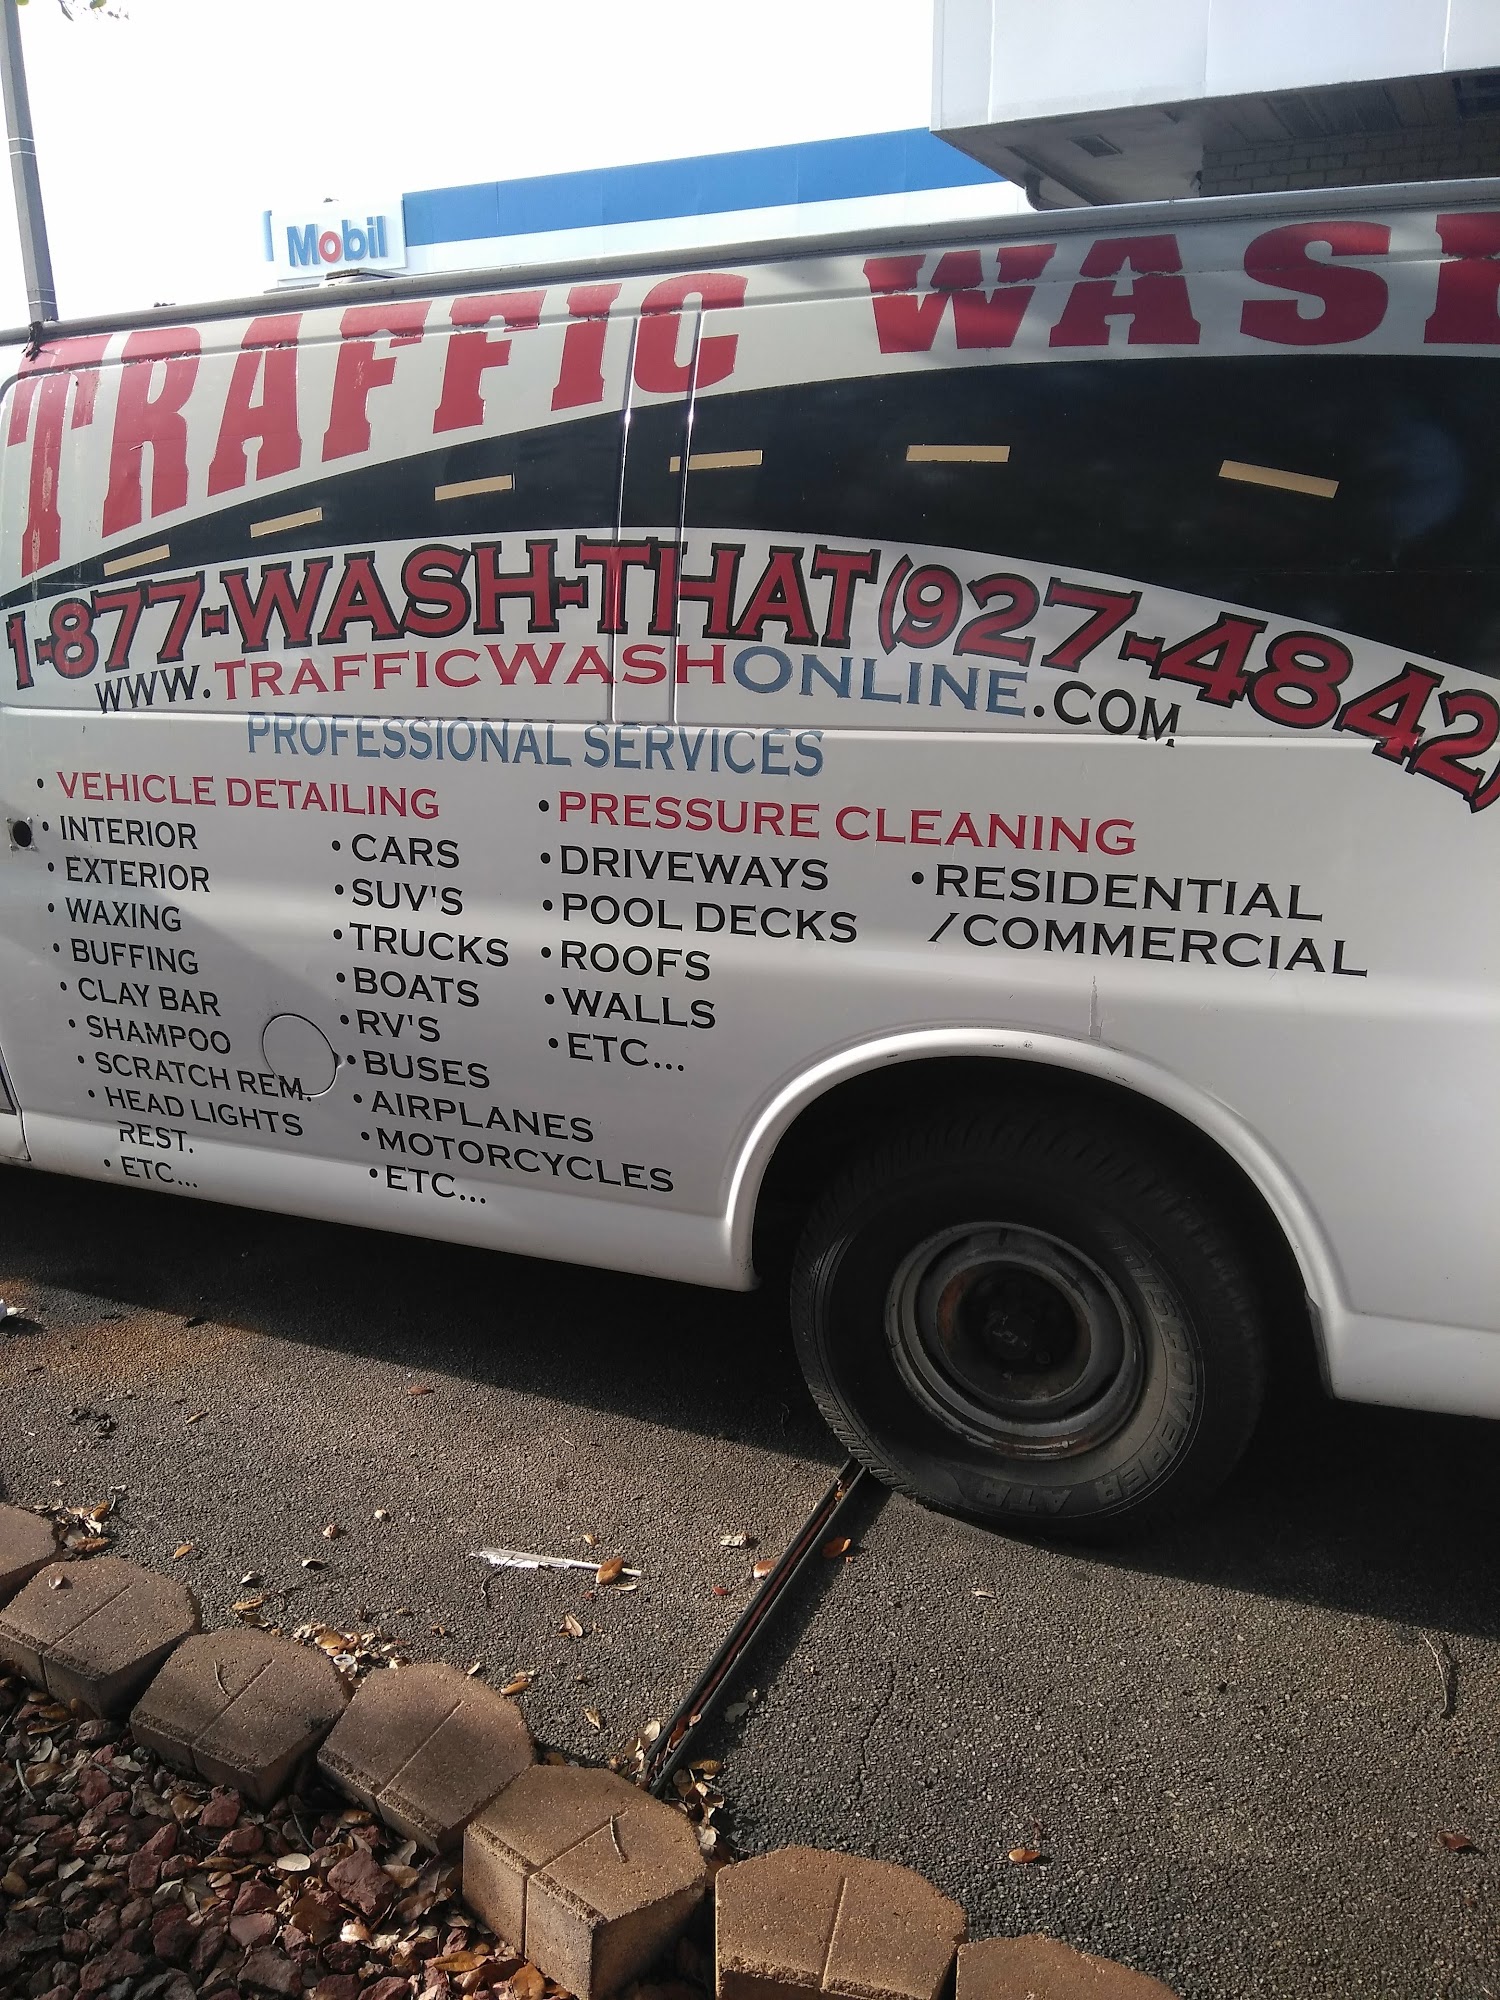 Mobil
TRAFFIC WASH
1-877-WASH-THAT (927-4842)
WWW.TRAFFICWASHONLINE.COM
PROFESSIONAL SERVICES
• VEHICLE DETAILING
• INTERIOR
• EXTERIOR
• WAXING
• BUFFING
• CLAY BAR
• SHAMPOO
• SCRATCH REM.
• HEAD LIGHTS
REST.
• ETC...
• CARS
• SUV'S
• TRUCKS
• BOATS
• RV'S
• BUSES
• AIRPLANES
• MOTORCYCLES
• ETC...
• PRESSURE CLEANING
• DRIVEWAYS
• POOL DECKS
• ROOFS
• WALLS
• ETC...
• RESIDENTIAL
/COMMERCIAL